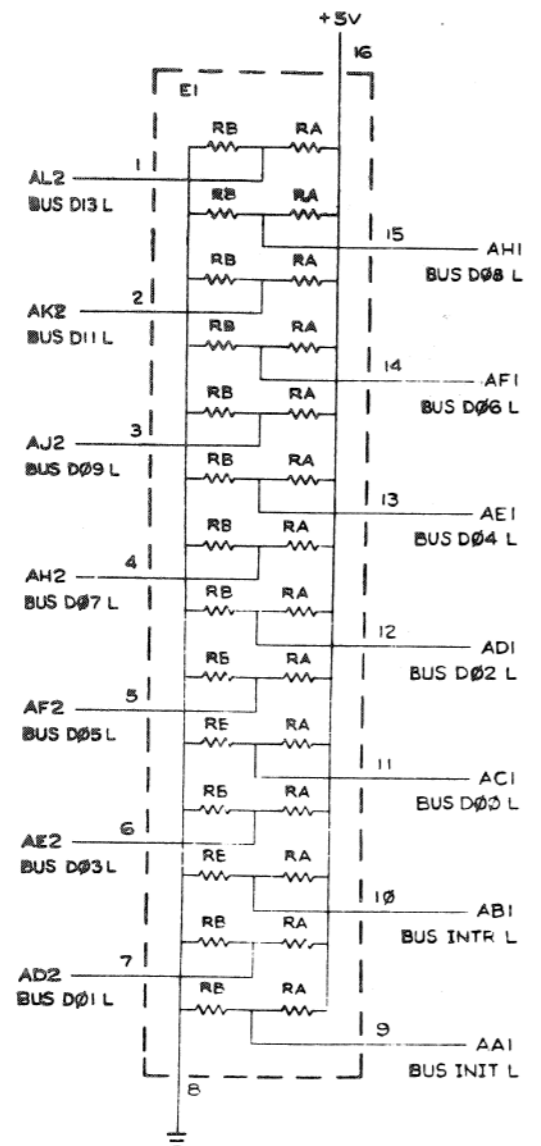 +5V
16
E1
RB RA
1
AL2
BUS D13 L
RB RA
15
AH1
BUS DØ8 L
RB RA
2
AK2
BUS D11 L
RB RA
14
AF1
BUS DØ6 L
RB RA
3
AJ2
BUS DØ9 L
RB RA
13
AE1
BUS DØ4 L
RB RA
4
AH2
BUS DØ7 L
RB RA
12
AD1
BUS DØ2 L
RB RA
5
AF2
BUS DØ5 L
RB RA
11
AC1
BUS DØØ L
RB RA
6
AE2
BUS DØ3 L
RB RA
1Ø
AB1
BUS INTR L
RB RA
7
AD2
BUS DØ1 L
RB RA
9
AA1
BUS INIT L
8